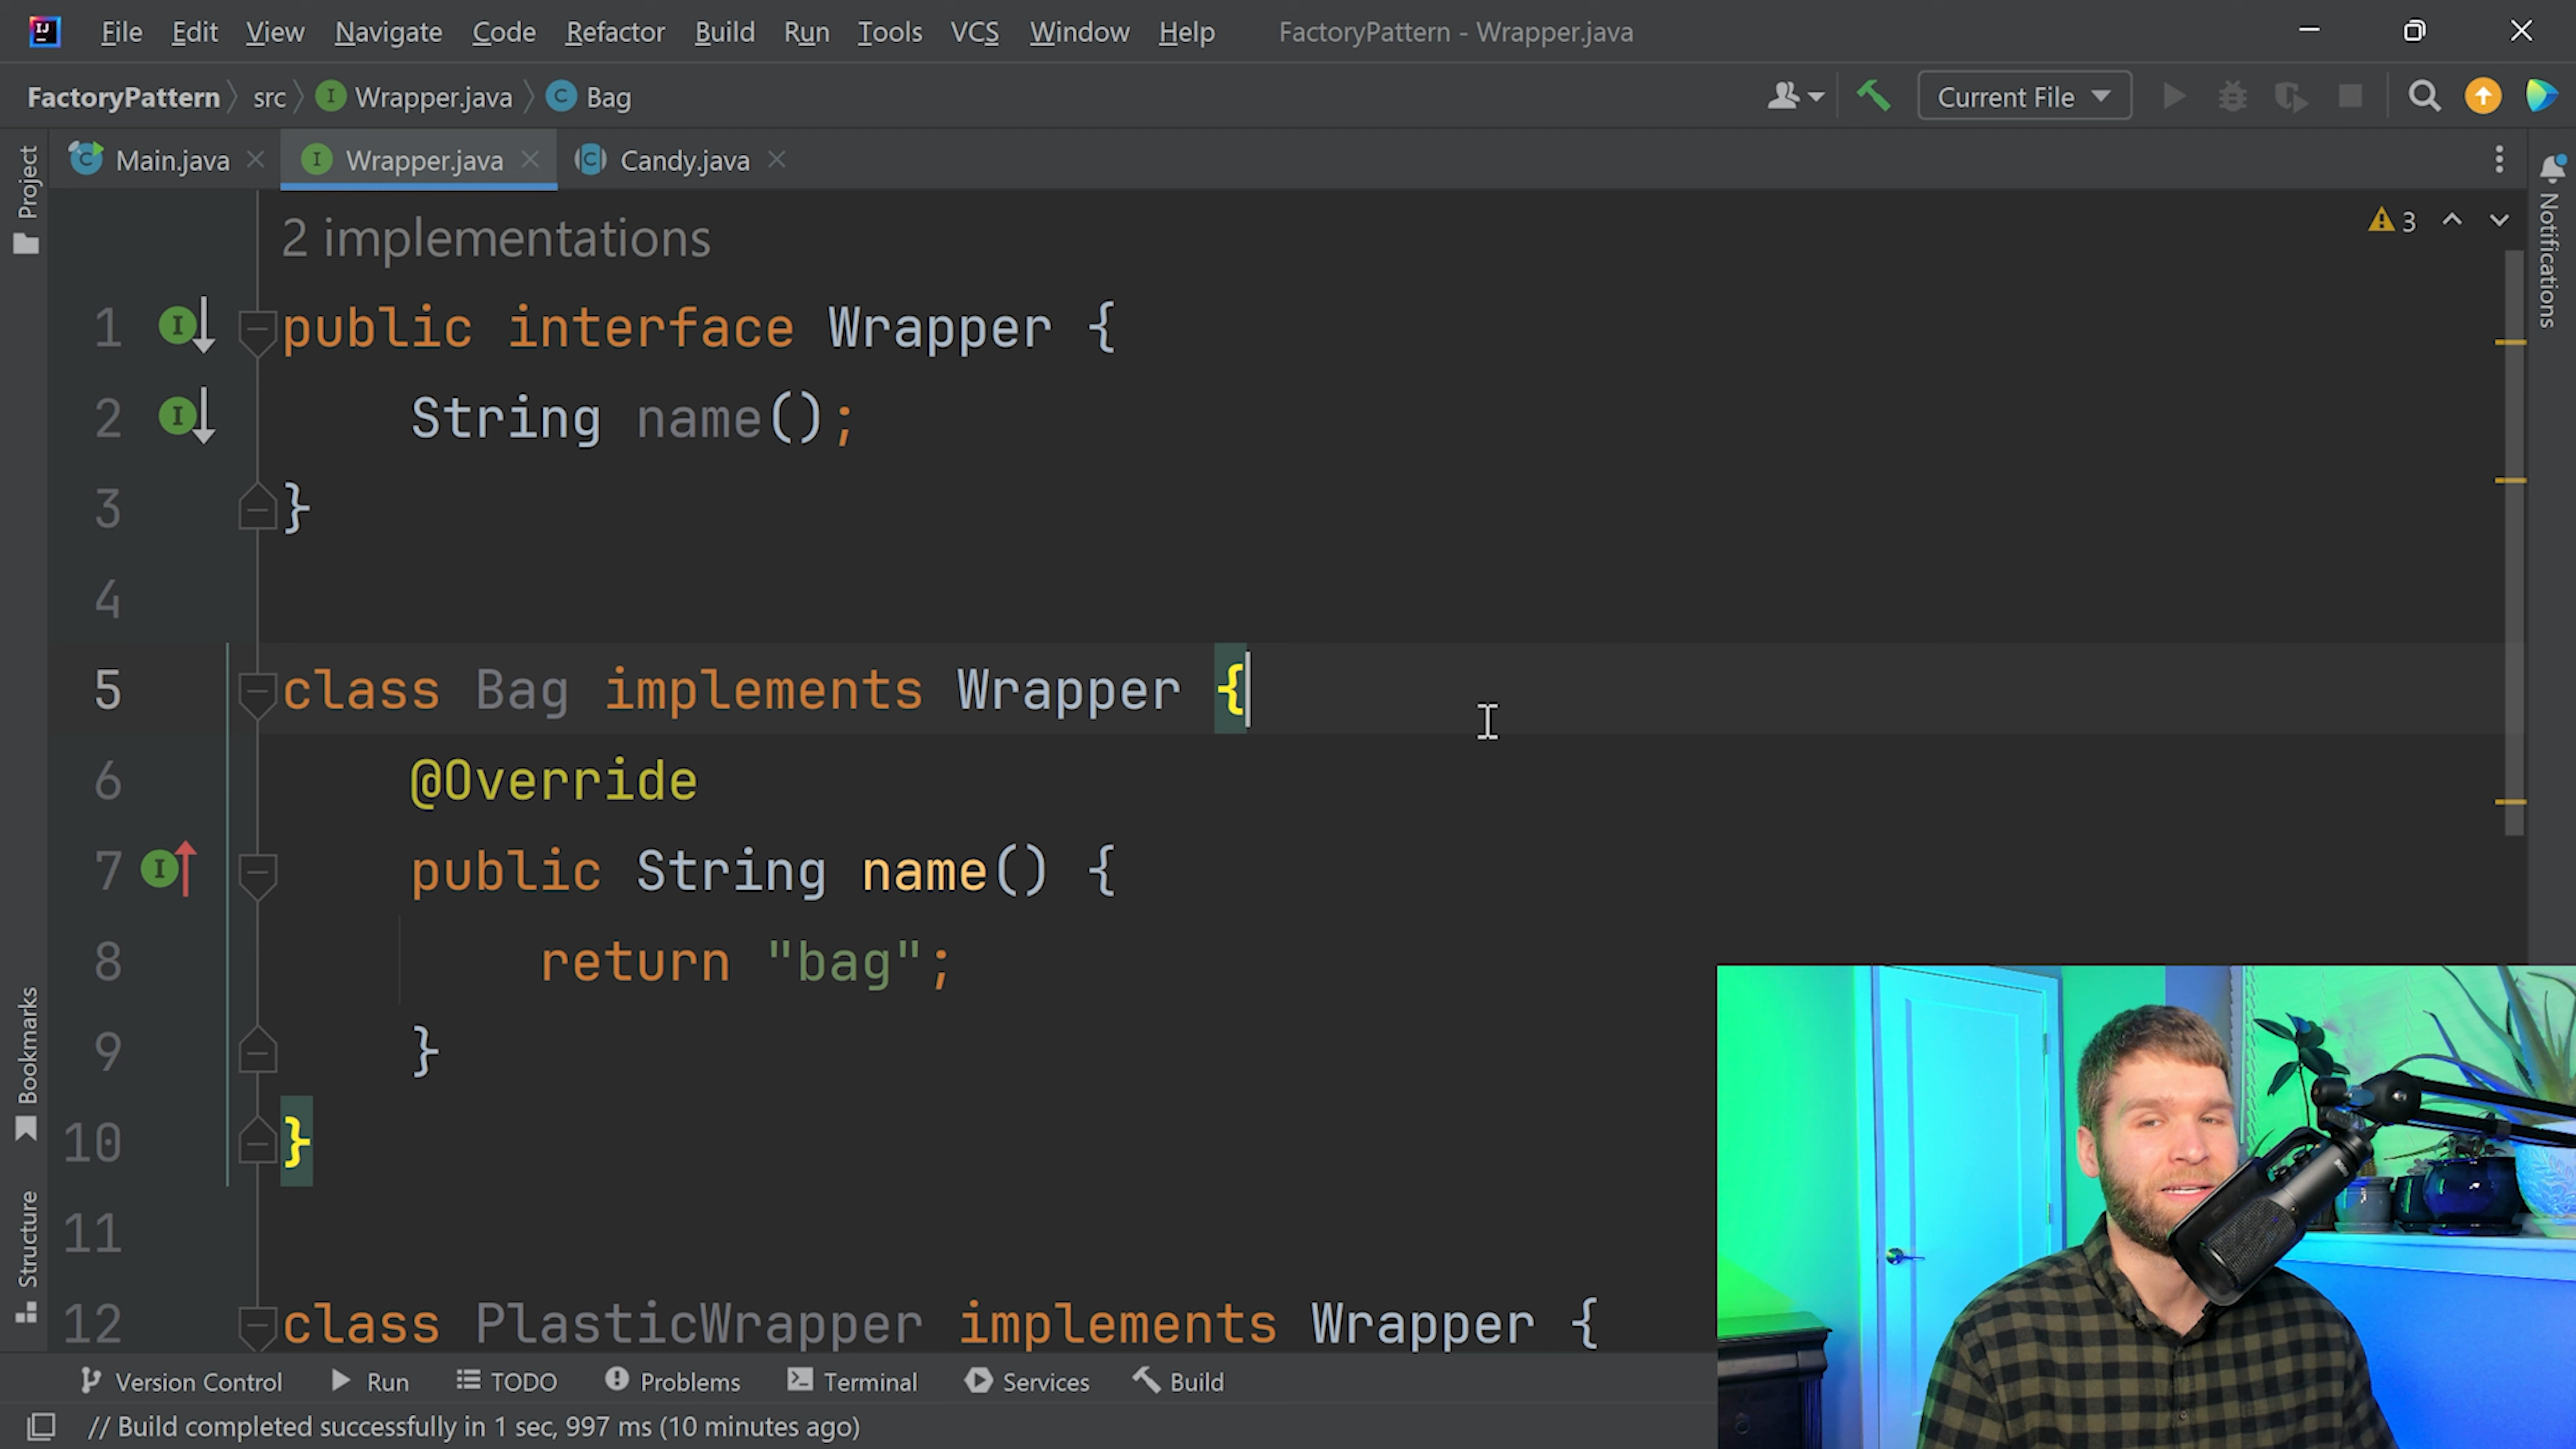 File Edit View Navigate Code Refactor Build Run Tools VCS Window Help FactoryPattern - Wrapper.java
FactoryPattern src Wrapper.java Bag Current File
Main.java Wrapper.java Candy.java
Project
Notifications
2 implementations
3
1 public interface Wrapper {
2 String name();
3 }
4
5 class Bag implements Wrapper {
6 @Override
7 public String name() {
8 return "bag";
9 }
10 }
11
12 class PlasticWrapper implements Wrapper {
Bookmarks
Structure
Version Control Run TODO Problems Terminal Services Build
// Build completed successfully in 1 sec, 997 ms (10 minutes ago)